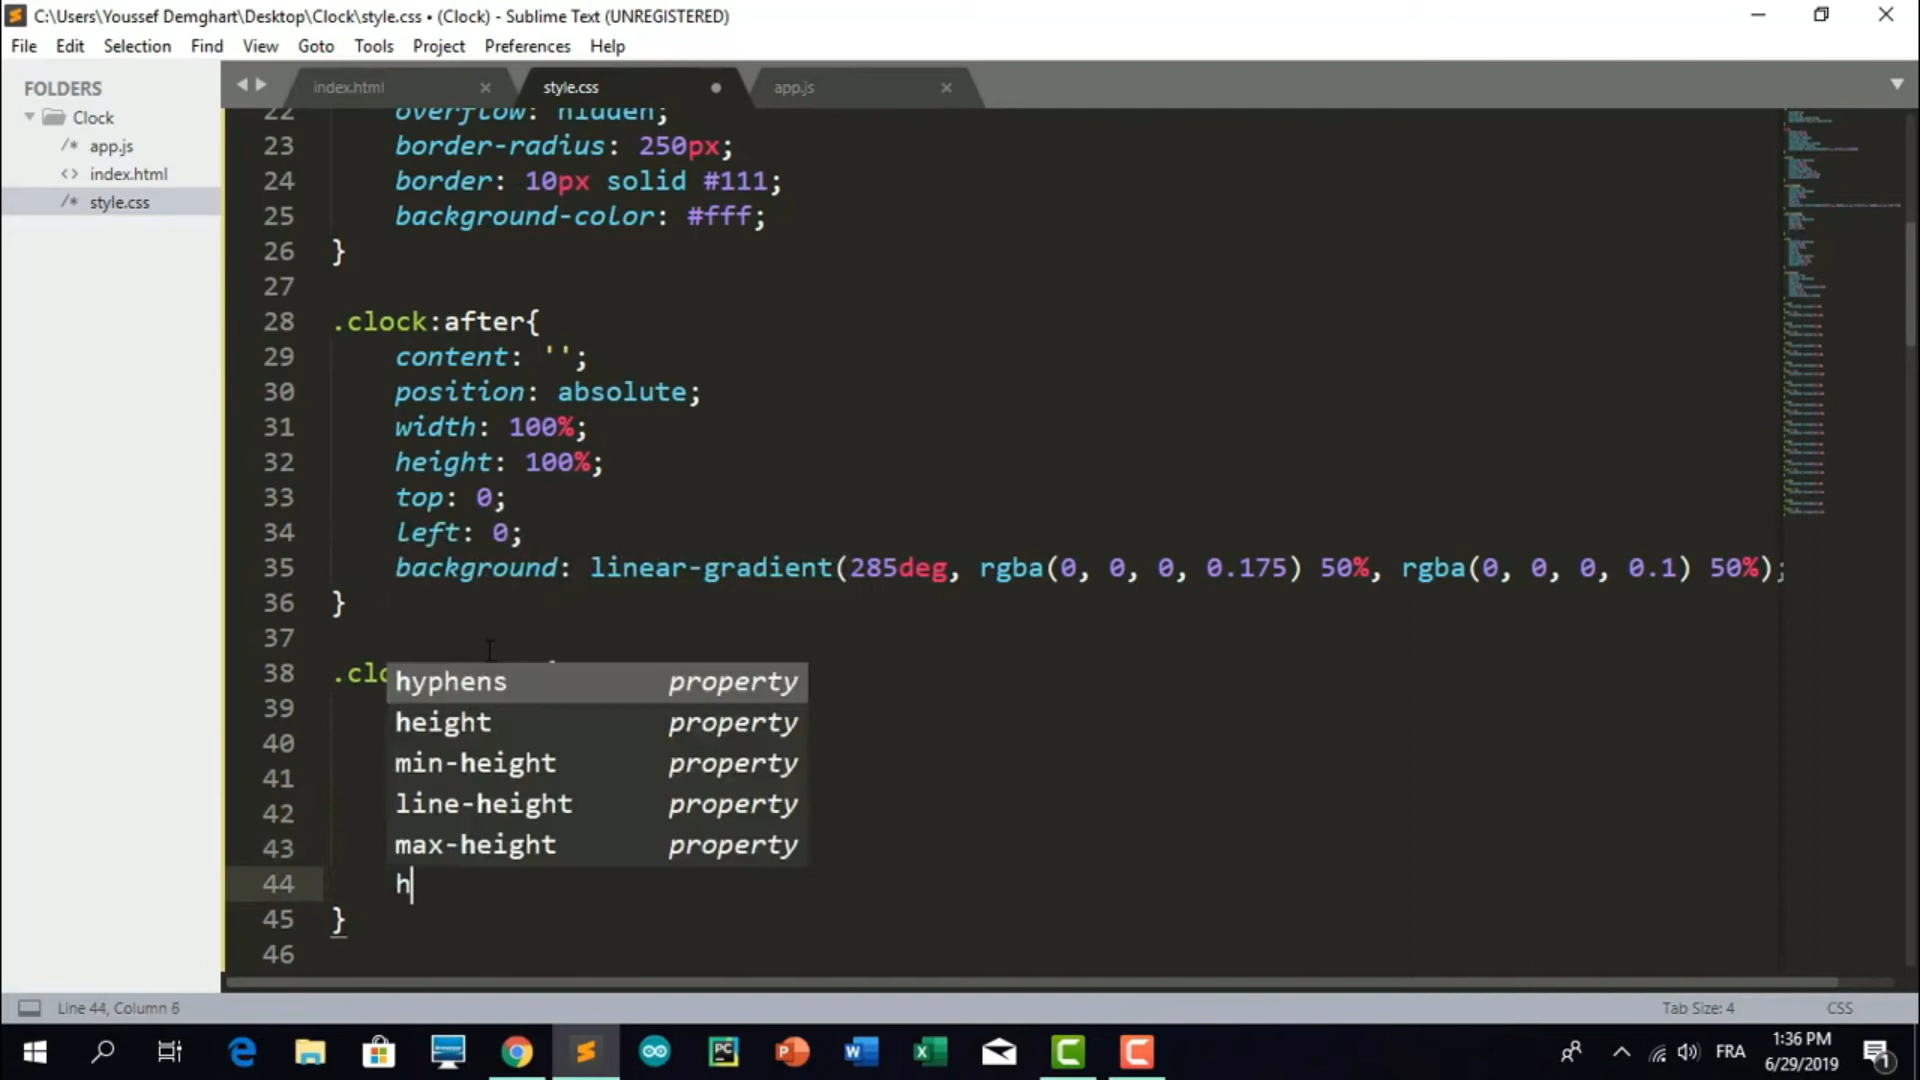 C:\Users\Youssef Demghart\Desktop\Clock\style.css • (Clock) - Sublime Text (UNREGISTERED)
File Edit Selection Find View Goto Tools Project Preferences Help
FOLDERS
Clock
/* app.js
<> index.html
/* style.css
index.html style.css app.js
22 overflow: hidden;
23 border-radius: 250px;
24 border: 10px solid #111;
25 background-color: #fff;
26 }
27
28 .clock:after{
29 content: '';
30 position: absolute;
31 width: 100%;
32 height: 100%;
33 top: 0;
34 left: 0;
35 background: linear-gradient(285deg, rgba(0, 0, 0, 0.175) 50%, rgba(0, 0, 0, 0.1) 50%);
36 }
37
38 .clo
hyphens property
39
height property
40
min-height property
41
line-height property
42
max-height property
43
44 h
45 }
46
Line 44, Column 6 Tab Size: 4 CSS
PC
FRA
1:36 PM
6/29/2019
1